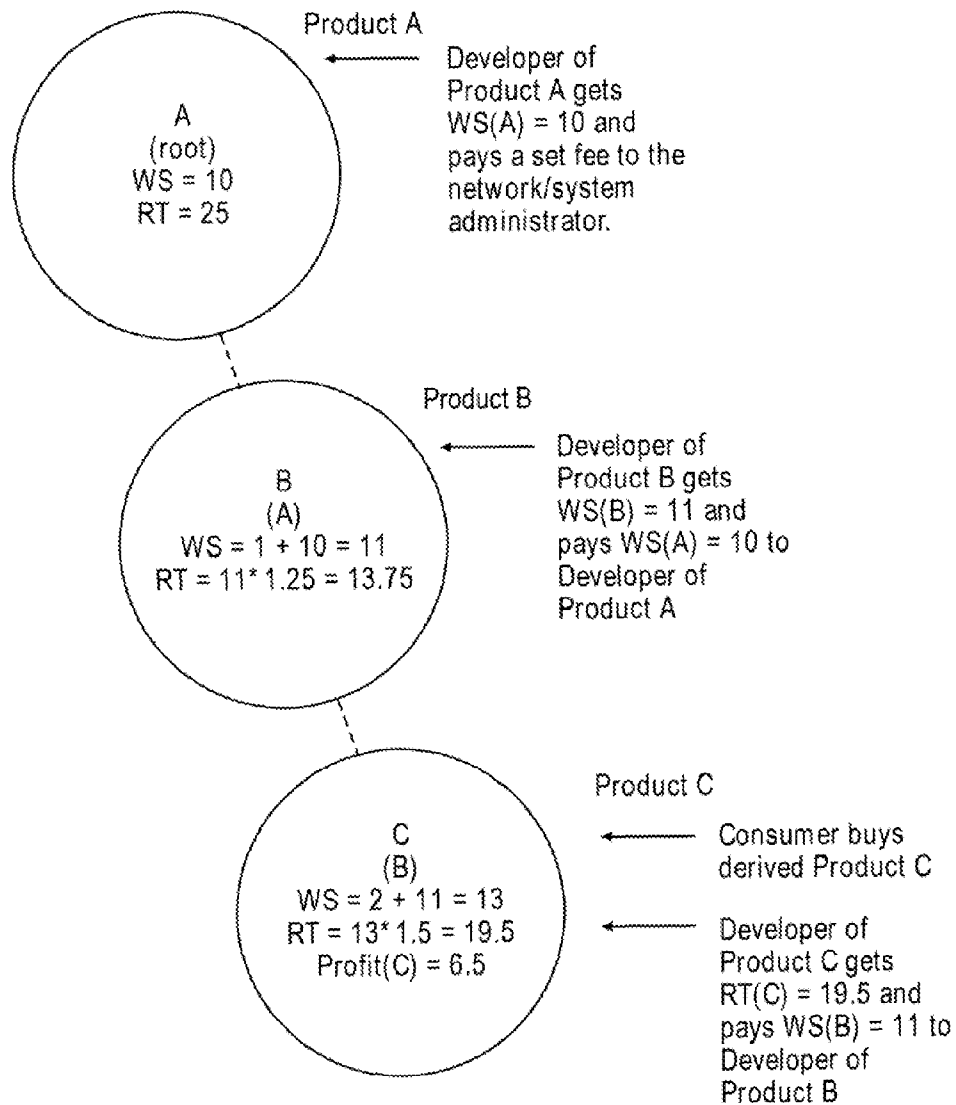 Product A
Developer of
Product A gets
WS(A) = 10 and
pays a set fee to the
network/system
administrator.
A
(root)
WS = 10
RT = 25
Product B
Developer of
Product B gets
WS(B) = 11 and
pays WS(A) = 10 to
Developer of
Product A
B
(A)
WS = 1 + 10 = 11
RT = 11* 1.25 = 13.75
Product C
Consumer buys
derived Product C
C
(B)
WS = 2 + 11 = 13
RT = 13* 1.5 = 19.5
Profit(C) = 6.5
Developer of
Product C gets
RT(C) = 19.5 and
pays WS(B) = 11 to
Developer of
Product B